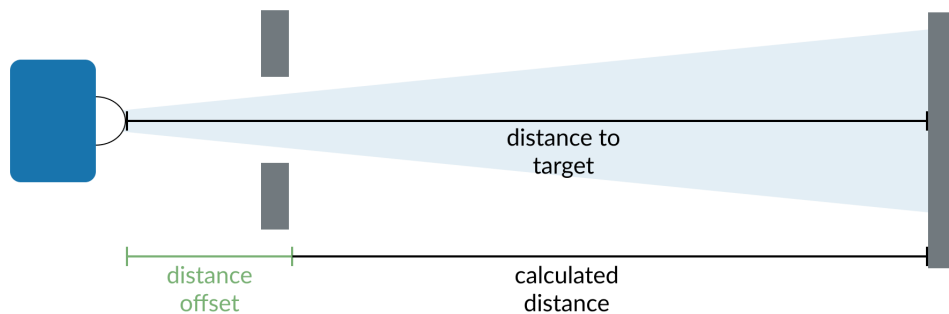 distance to
target
distance
offset
calculated
distance